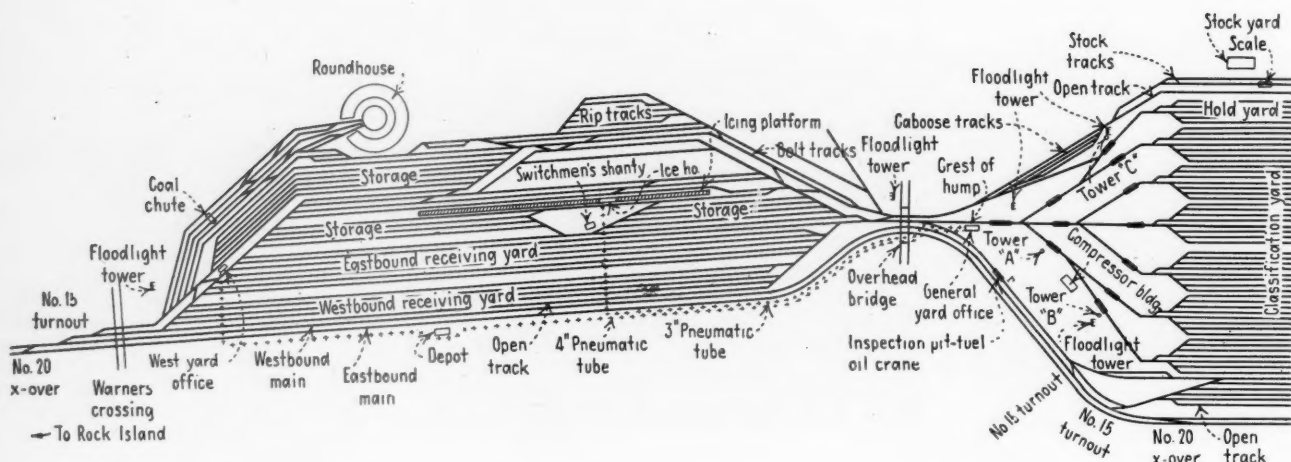 Roundhouse
Coal
chute
Floodlight
tower
No. 15
turnout
No. 20
x-over
Warners
crossing
To Rock Island
West yard
office
Westbound
main
Eastbound
main
Depot
Open
track
4" Pneumatic
tube
3" Pneumatic
tube
Storage
Storage
Eastbound receiving yard
Westbound receiving yard
Rip tracks
Switchmen's shanty
Ice ho.
Icing platform
Storage
Bolt tracks
Floodlight
tower
Crest of
hump
Caboose tracks
Floodlight
tower
Stock
tracks
Open track
Stock yard
Scale
Hold yard
Tower
"C"
Tower
"A"
Compressor bldg.
Tower
"B"
Floodlight
tower
Classification yard
Overhead
bridge
General
yard office
Inspection pit-fuel
oil crane
No 15 turnout
No. 15
turnout
No. 20
x-over
Open
track